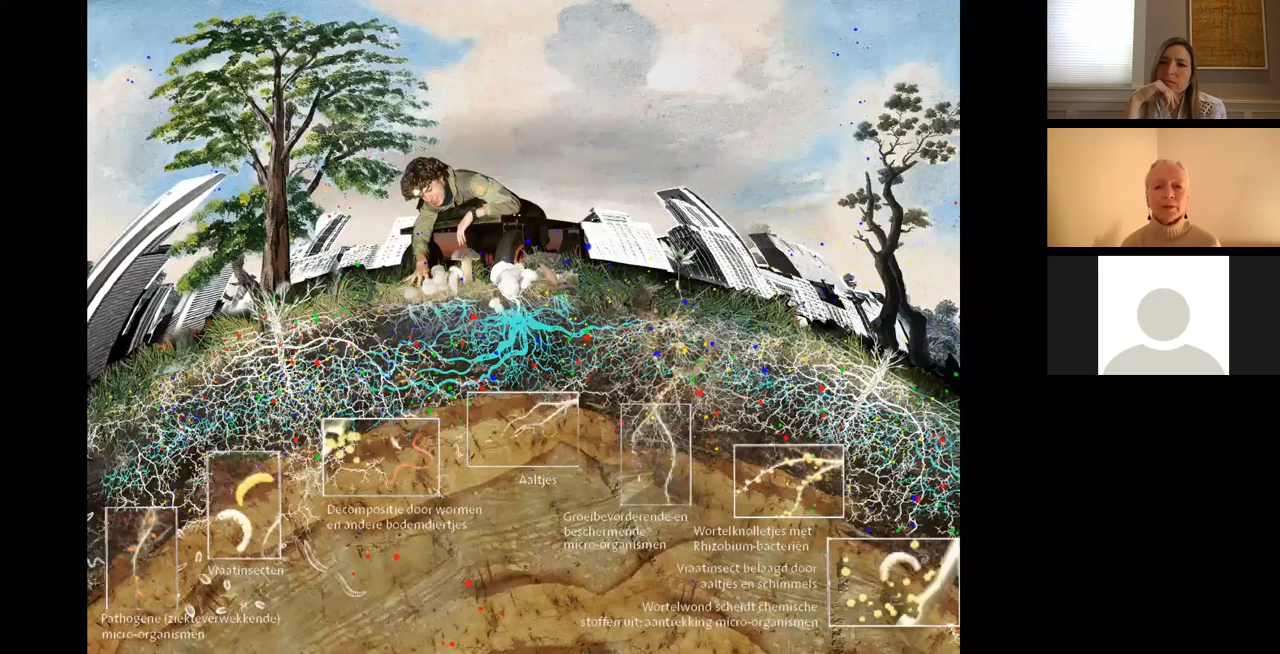 Aaltjes
Decompositie door wormen
en andere bodemdiertjes
Groeibevorderende en
beschermende
micro-organismen
Wortelknolletjes met
Rhizobium-bacteriën
Vraatinsecten
Vraatinsect belaagd door
aaltjes en schimmels
Wortelwond scheidt chemische
stoffen uit: aantrekking micro-organismen
Pathogene (ziekteverwekkende)
micro-organismen